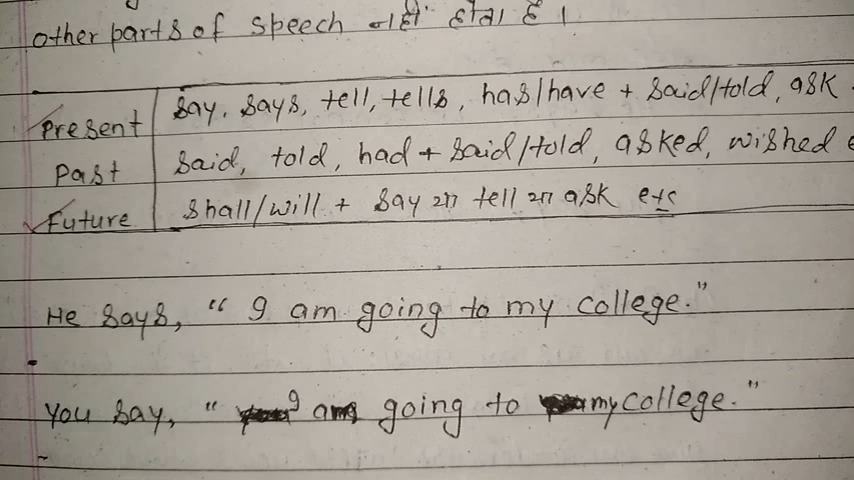 other parts of speech नही होता है।
Present say, says, tell, tells, has/have + said/told, ask
Past said, told, had + said/told, asked, wished
Future shall/will + say या tell या ask etc
He says, “ I am going to my college.”
You say, “ I am going to my college.”